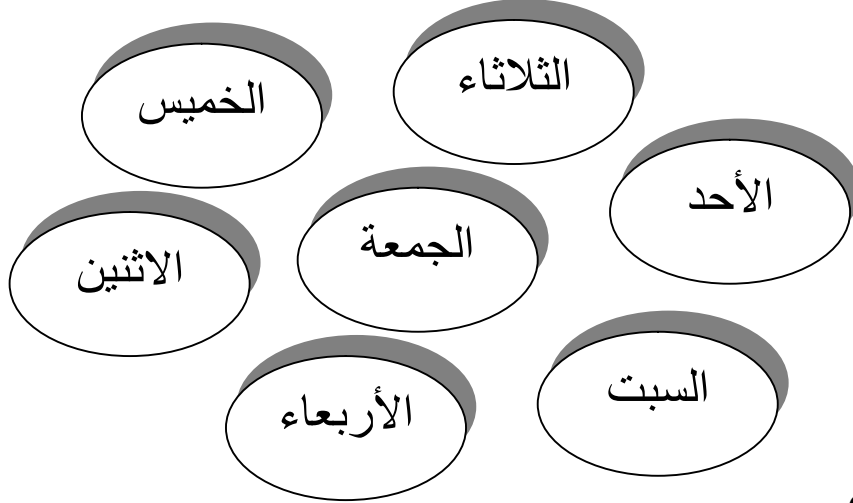 الثلاثاء
الخميس
الأحد
الجمعة
الاثنين
السبت
الأربعاء